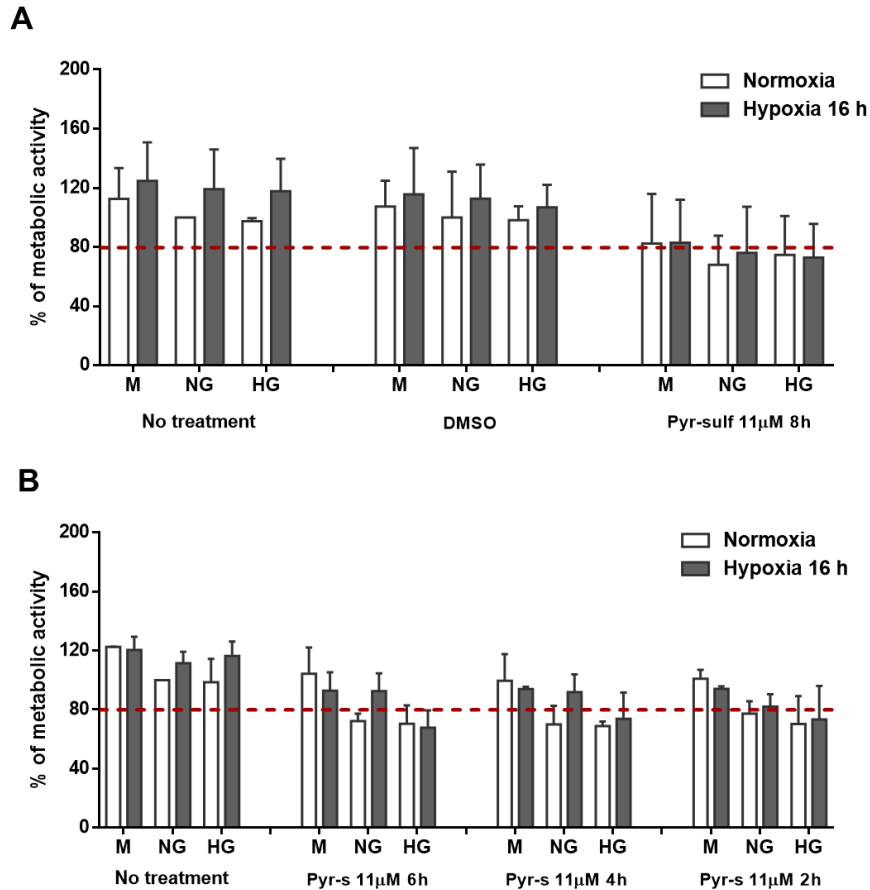 A
% of metabolic activity
200
160
120
80
40
0
Normoxia
Hypoxia 16 h
M NG HG M NG HG M NG HG
No treatment DMSO Pyr-sulf 11μM 8h
B
% of metabolic activity
200
160
120
80
40
0
Normoxia
Hypoxia 16 h
M NG HG M NG HG M NG HG M NG HG
No treatment Pyr-s 11μM 6h Pyr-s 11μM 4h Pyr-s 11μM 2h